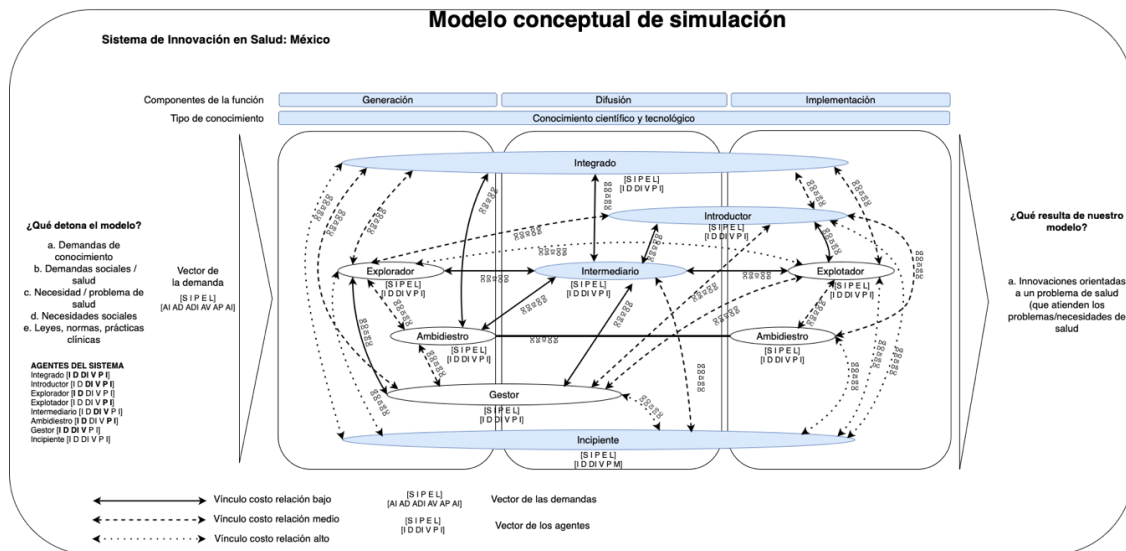 Modelo conceptual de simulación
Sistema de Innovación en Salud: México
Componentes de la función
Generación
Difusión
Implementación
Tipo de conocimiento
Conocimiento científico y tecnológico
¿Qué detona el modelo?
a. Demandas de
conocimiento
b. Demandas sociales /
salud
c. Necesidad / problema de
salud
d. Necesidades sociales
e. Leyes, normas, prácticas
clínicas
AGENTES DEL SISTEMA
Integrado [I D DI V P I]
Introductor [I D DI V P I]
Explorador [I D DI V P I]
Explotador [I D DI V P I]
Intermediario [I D DI V P I]
Ambidiestro [I D DI V P I]
Gestor [I D DI V P I]
Incipiente [I D DI V P I]
Vector de
la demanda
[S I P E L]
[AI AD ADI AV AP AI]
Integrado
[S I P E L]
[I D DI V P I]
Introductor
[S I P E L]
[I D DI V P I]
Explorador
[S I P E L]
[I D DI V P I]
Intermediario
[S I P E L]
[I D DI V P I]
Explotador
[S I P E L]
[I D DI V P I]
Ambidiestro
[S I P E L]
[I D DI V P I]
Ambidiestro
[S I P E L]
[I D DI V P I]
Gestor
[S I P E L]
[I D DI V P I]
Incipiente
[S I P E L]
[I D DI V P M]
¿Qué resulta de nuestro
modelo?
a. Innovaciones orientadas
a un problema de salud
(que atienden los
problemas/necesidades de
salud
Vínculo costo relación bajo
Vínculo costo relación medio
Vínculo costo relación alto
[S I P E L]
[AI AD ADI AV AP AI]
Vector de las demandas
[S I P E L]
[I D DI V P I]
Vector de los agentes